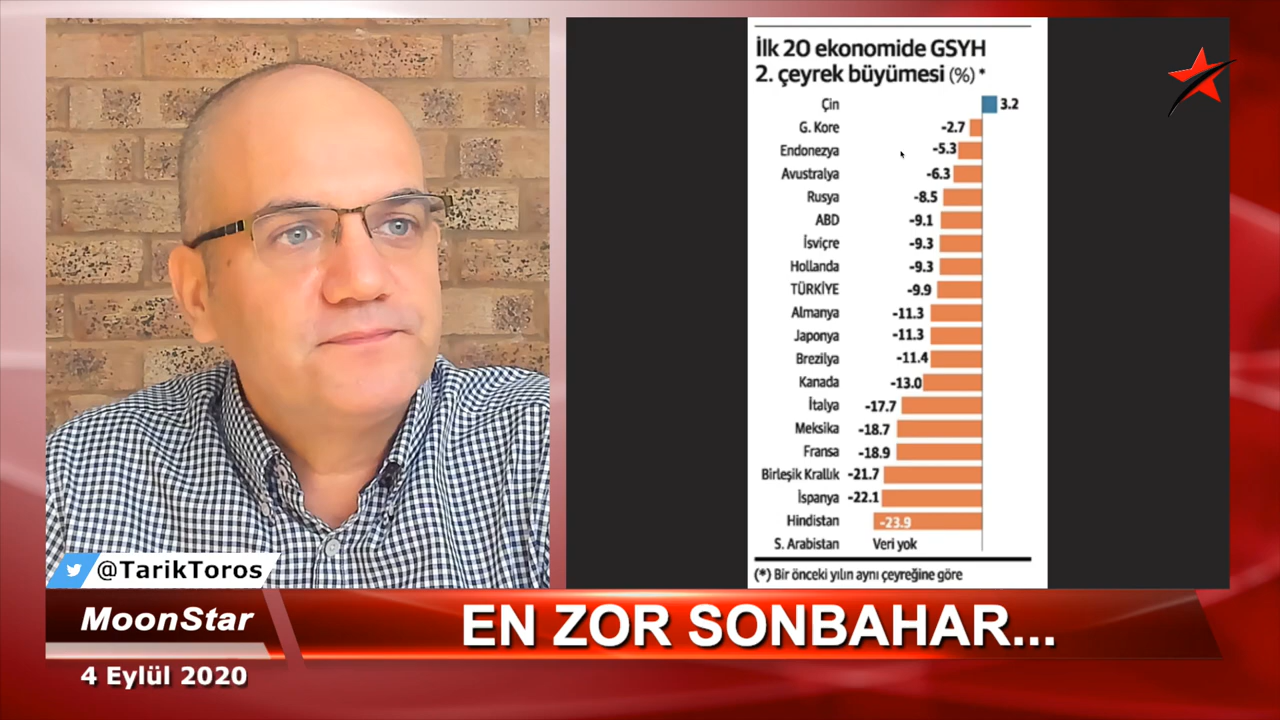 İlk 20 ekonomide GSYH
2. çeyrek büyümesi (%) *
Çin 3.2
G. Kore -2.7
Endonezya -5.3
Avustralya -6.3
Rusya -8.5
ABD -9.1
İsviçre -9.3
Hollanda -9.3
TÜRKİYE -9.9
Almanya -11.3
Japonya -11.3
Brezilya -11.4
Kanada -13.0
İtalya -17.7
Meksika -18.7
Fransa -18.9
Birleşik Krallık -21.7
İspanya -22.1
Hindistan -23.9
S. Arabistan Veri yok
(*) Bir önceki yılın aynı çeyreğine göre
@TarikToros
MoonStar
EN ZOR SONBAHAR...
4 Eylül 2020